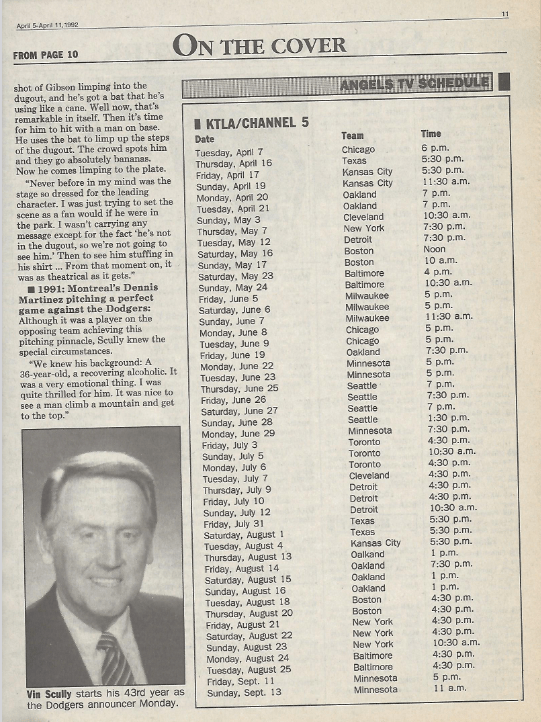 April 5-April 11, 1992
11
FROM PAGE 10
ON THE COVER
shot of Gibson limping into the
dugout, and he's got a bat that he's
using like a cane. Well now, that's
remarkable in itself. Then it's time
for him to hit with a man on base.
He uses the bat to limp up the steps
of the dugout. The crowd spots him
and they go absolutely bananas.
Now he comes limping to the plate.
"Never before in my mind was the
stage so dressed for the leading
character. I was just trying to set the
scene as a fan would if he were in
the park. I wasn't carrying any
message except for the fact 'he's not
in the dugout, so we're not going to
see him.' Then to see him stuffing in
his shirt ... From that moment on, it
was as theatrical as it gets."
■ 1991: Montreal's Dennis
Martinez pitching a perfect
game against the Dodgers:
Although it was a player on the
opposing team achieving this
pitching pinnacle, Scully knew the
special circumstances.
"We knew his background: A
36-year-old, a recovering alcoholic. It
was a very emotional thing. I was
quite thrilled for him. It was nice to
see a man climb a mountain and get
to the top."
Vin Scully starts his 43rd year as
the Dodgers announcer Monday.
ANGELS TV SCHEDULE
KTLA/CHANNEL 5
Date Team Time
Tuesday, April 7 Chicago 6 p.m.
Thursday, April 16 Texas 5:30 p.m.
Friday, April 17 Kansas City 5:30 p.m.
Sunday, April 19 Kansas City 11:30 a.m.
Monday, April 20 Oakland 7 p.m.
Tuesday, April 21 Oakland 7 p.m.
Sunday, May 3 Cleveland 10:30 a.m.
Thursday, May 7 New York 7:30 p.m.
Tuesday, May 12 Detroit 7:30 p.m.
Saturday, May 16 Boston Noon
Sunday, May 17 Boston 10 a.m.
Saturday, May 23 Baltimore 4 p.m.
Sunday, May 24 Baltimore 10:30 a.m.
Friday, June 5 Milwaukee 5 p.m.
Saturday, June 6 Milwaukee 5 p.m.
Sunday, June 7 Milwaukee 11:30 a.m.
Monday, June 8 Chicago 5 p.m.
Tuesday, June 9 Chicago 5 p.m.
Friday, June 19 Oakland 7:30 p.m.
Monday, June 22 Minnesota 5 p.m.
Tuesday, June 23 Minnesota 5 p.m.
Thursday, June 25 Seattle 7 p.m.
Friday, June 26 Seattle 7:30 p.m.
Saturday, June 27 Seattle 7 p.m.
Sunday, June 28 Seattle 1:30 p.m.
Monday, June 29 Minnesota 7:30 p.m.
Friday, July 3 Toronto 4:30 p.m.
Sunday, July 5 Toronto 10:30 a.m.
Monday, July 6 Toronto 4:30 p.m.
Tuesday, July 7 Cleveland 4:30 p.m.
Thursday, July 9 Detroit 4:30 p.m.
Friday, July 10 Detroit 4:30 p.m.
Sunday, July 12 Detroit 10:30 a.m.
Friday, July 31 Texas 5:30 p.m.
Saturday, August 1 Texas 5:30 p.m.
Tuesday, August 4 Kansas City 5:30 p.m.
Thursday, August 13 Oalkand 1 p.m.
Friday, August 14 Oakland 7:30 p.m.
Saturday, August 15 Oakland 1 p.m.
Sunday, August 16 Oakland 1 p.m.
Tuesday, August 18 Boston 4:30 p.m.
Thursday, August 20 Boston 4:30 p.m.
Friday, August 21 New York 4:30 p.m.
Saturday, August 22 New York 4:30 p.m.
Sunday, August 23 New York 10:30 a.m.
Monday, August 24 Baltimore 4:30 p.m.
Tuesday, August 25 Baltimore 4:30 p.m.
Friday, Sept. 11 Minnesota 5 p.m.
Sunday, Sept. 13 Minnesota 11 a.m.